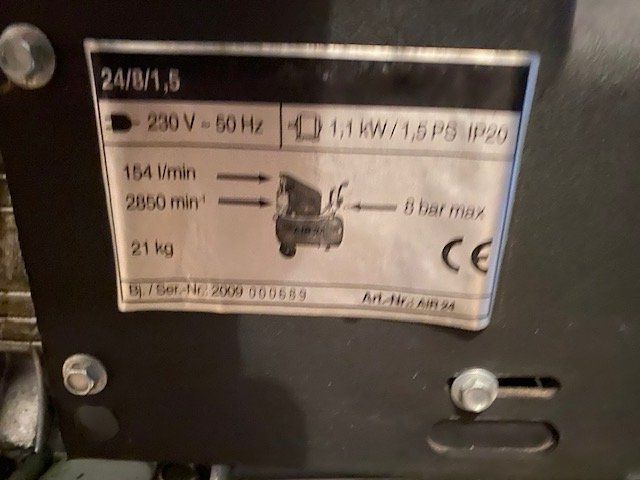 24/8/1,5
230 V ~ 50 Hz
1,1 kW / 1,5 PS IP20
154 l/min
2850 min⁻¹
8 bar max
21 kg
CE
Bj. / Ser.-Nr.: 2009 000669
Art.-Nr.: AIR 24